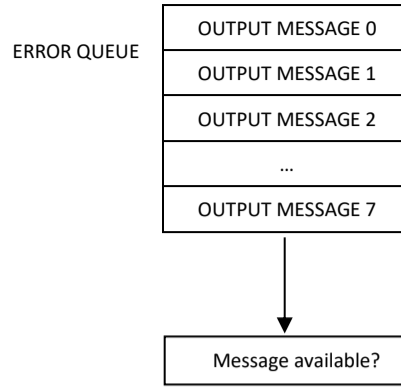 OUTPUT MESSAGE 0
ERROR QUEUE
OUTPUT MESSAGE 1
OUTPUT MESSAGE 2
…
OUTPUT MESSAGE 7
Message available?